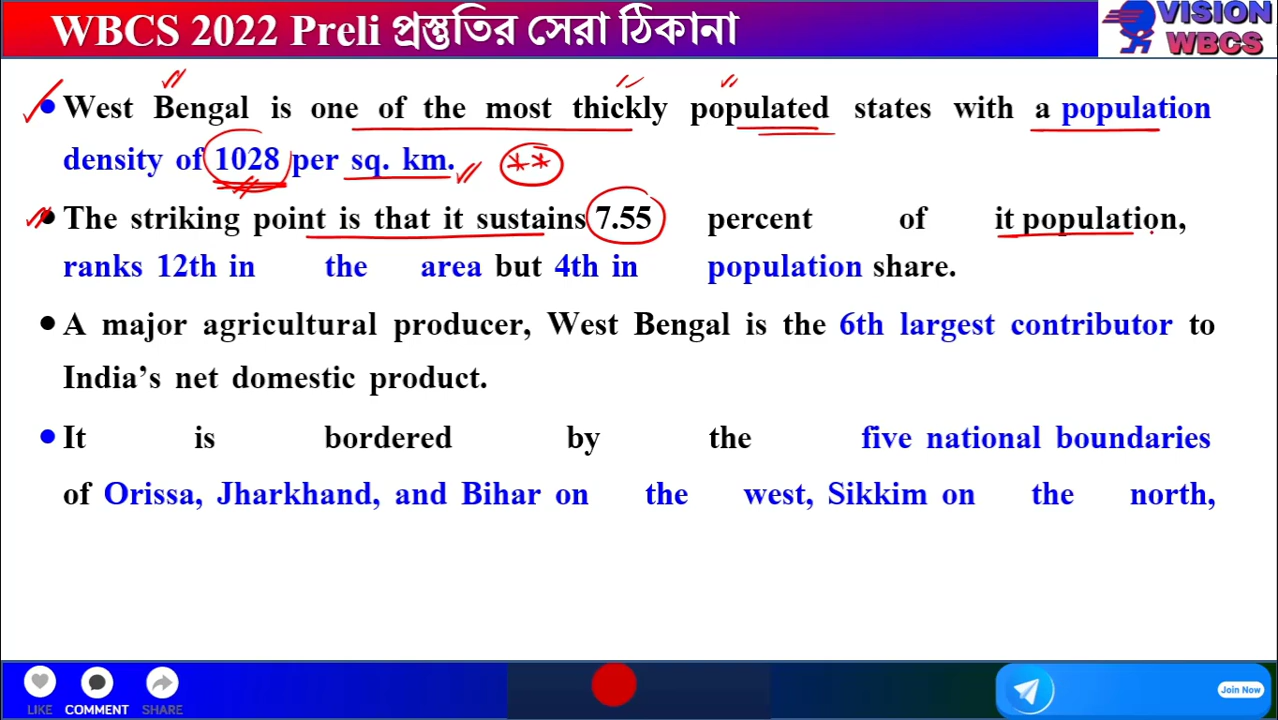 WBCS 2022 Preli প্রস্তুতির সেরা ঠিকানা
VISION
WBCS
• West Bengal is one of the most thickly populated states with a population
density of 1028 per sq. km. **
• The striking point is that it sustains 7.55 percent of it population,
ranks 12th in the area but 4th in population share.
• A major agricultural producer, West Bengal is the 6th largest contributor to
India’s net domestic product.
• It is bordered by the five national boundaries
of Orissa, Jharkhand, and Bihar on the west, Sikkim on the north,
LIKE COMMENT SHARE
Join Now